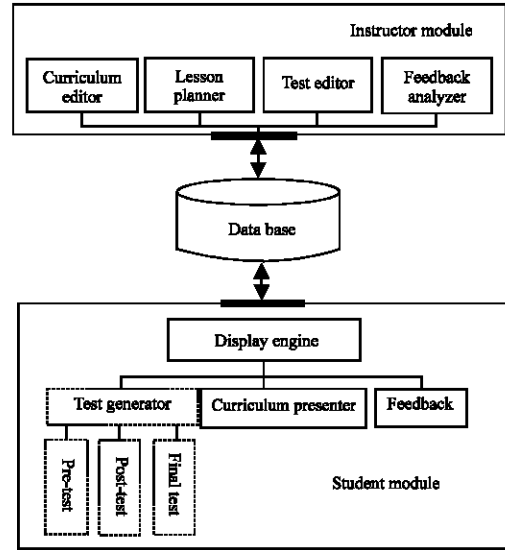 Instructor module
Curriculum
editor
Lesson
planner
Test editor
Feedback
analyzer
Data base
Display engine
Test generator
Curriculum presenter
Feedback
Pre-test
Post-test
Final test
Student module